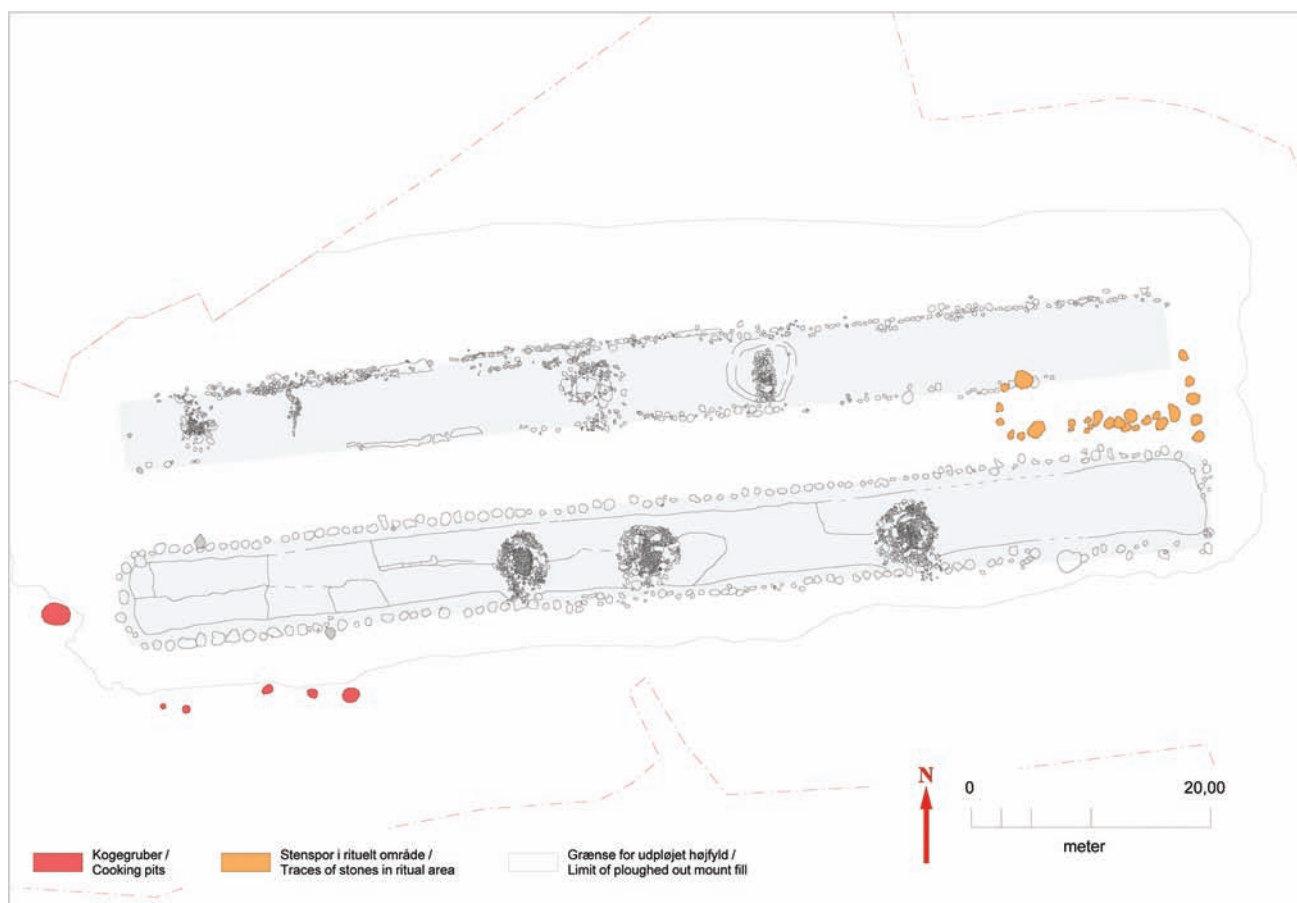 N
0 20,00
meter
Kogegruber /
Cooking pits
Stenspor i rituelt område /
Traces of stones in ritual area
Grænse for udpløjet højfyld /
Limit of ploughed out mount fill